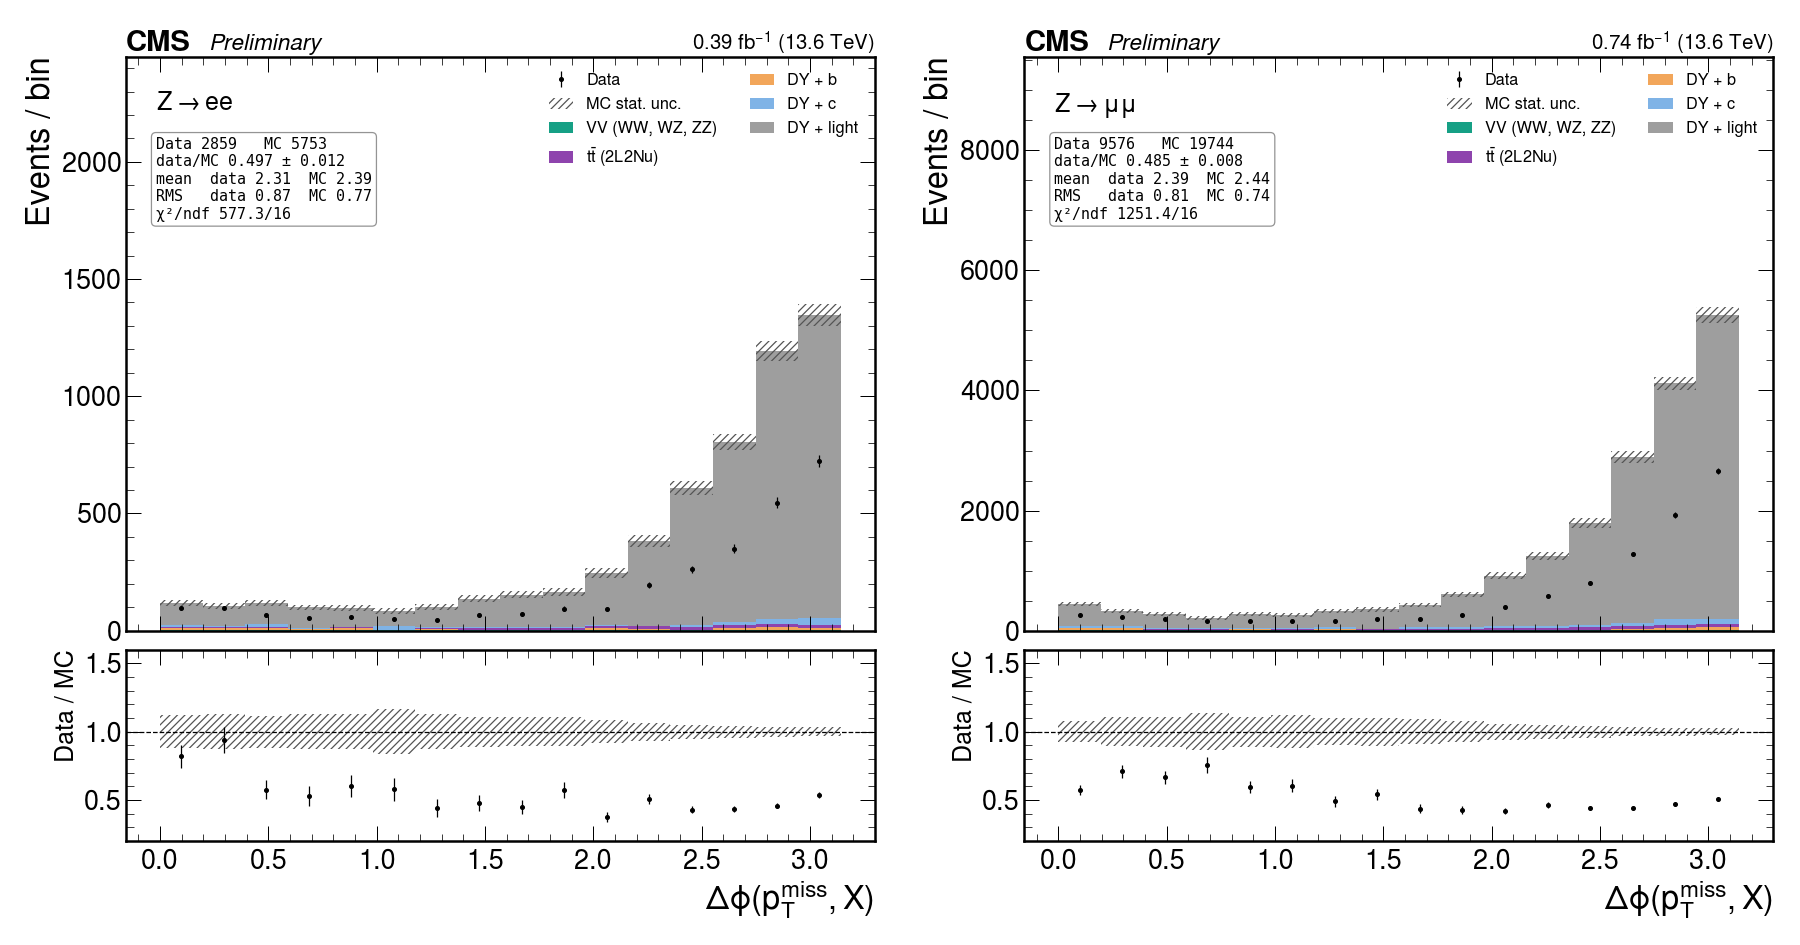 CMS Preliminary 0.39 fb⁻¹ (13.6 TeV)
Events / bin
Z → ee
Data 2859 MC 5753
data/MC 0.497 ± 0.012
mean data 2.31 MC 2.39
RMS data 0.87 MC 0.77
χ²/ndf 577.3/16
Data
MC stat. unc.
VV (WW, WZ, ZZ)
tt̄ (2L2Nu)
DY + b
DY + c
DY + light
2000
1500
1000
500
0
Data / MC
1.5
1.0
0.5
0.0 0.5 1.0 1.5 2.0 2.5 3.0
Δϕ(p_T^miss, X)
CMS Preliminary 0.74 fb⁻¹ (13.6 TeV)
Events / bin
Z → μμ
Data 9576 MC 19744
data/MC 0.485 ± 0.008
mean data 2.39 MC 2.44
RMS data 0.81 MC 0.74
χ²/ndf 1251.4/16
Data
MC stat. unc.
VV (WW, WZ, ZZ)
tt̄ (2L2Nu)
DY + b
DY + c
DY + light
8000
6000
4000
2000
0
Data / MC
1.5
1.0
0.5
0.0 0.5 1.0 1.5 2.0 2.5 3.0
Δϕ(p_T^miss, X)